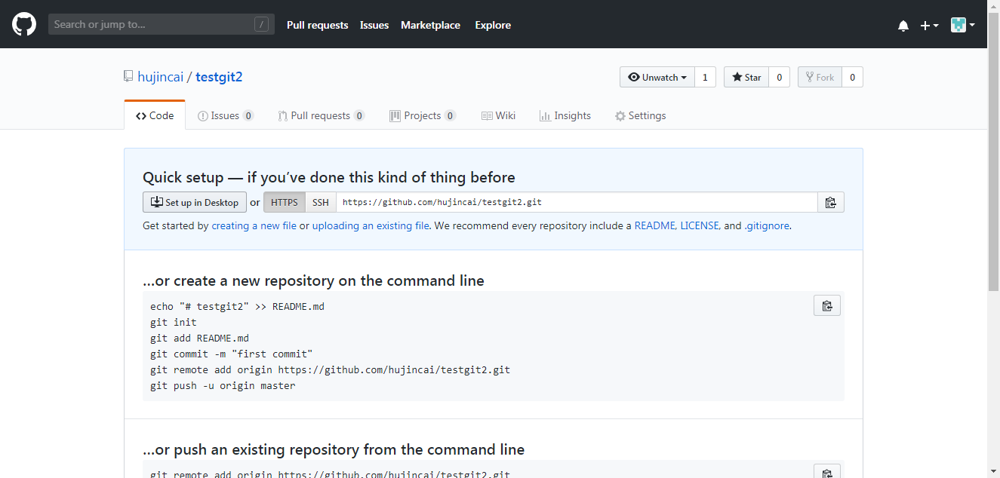 Search or jump to... / Pull requests Issues Marketplace Explore
hujincai / testgit2 Unwatch 1 Star 0 Fork 0
Code Issues 0 Pull requests 0 Projects 0 Wiki Insights Settings
Quick setup — if you’ve done this kind of thing before
Set up in Desktop or HTTPS SSH https://github.com/hujincai/testgit2.git
Get started by creating a new file or uploading an existing file. We recommend every repository include a README, LICENSE, and .gitignore.
…or create a new repository on the command line
echo "# testgit2" >> README.md
git init
git add README.md
git commit -m "first commit"
git remote add origin https://github.com/hujincai/testgit2.git
git push -u origin master
…or push an existing repository from the command line
git remote add origin https://github.com/hujincai/testgit2.git